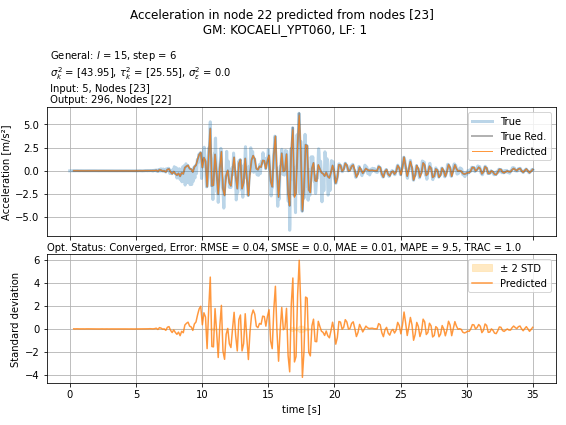 Acceleration in node 22 predicted from nodes [23]
GM: KOCAELI_YPT060, LF: 1
General: l = 15, step = 6
σ²ₖ = [43.95], τ²ₖ = [25.55], σ²ε = 0.0
Input: 5, Nodes [23]
Output: 296, Nodes [22]
Acceleration [m/s²]
5.0
2.5
0.0
−2.5
−5.0
True
True Red.
Predicted
Opt. Status: Converged, Error: RMSE = 0.04, SMSE = 0.0, MAE = 0.01, MAPE = 9.5, TRAC = 1.0
Standard deviation
6
4
2
0
−2
−4
± 2 STD
Predicted
0 5 10 15 20 25 30 35
time [s]